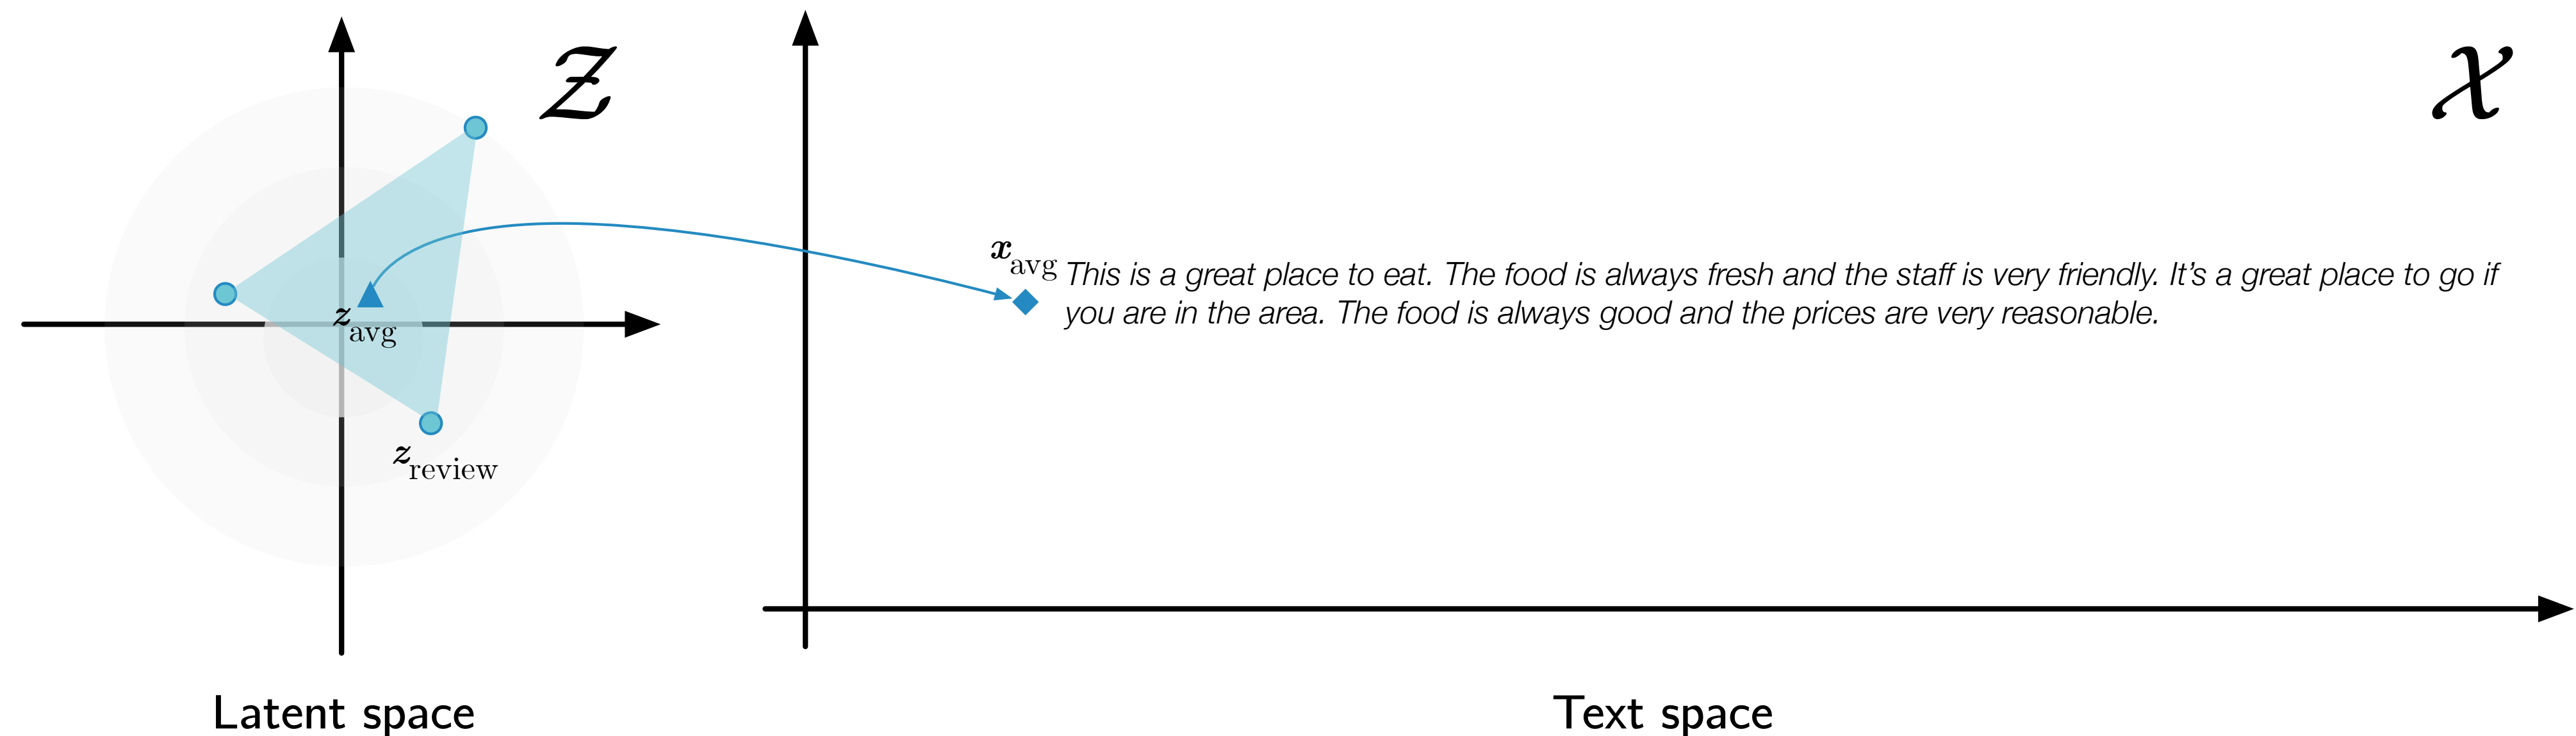 𝒵
𝒳
x_avg This is a great place to eat. The food is always fresh and the staff is very friendly. It’s a great place to go if
you are in the area. The food is always good and the prices are very reasonable.
z_avg
z_review
Latent space
Text space